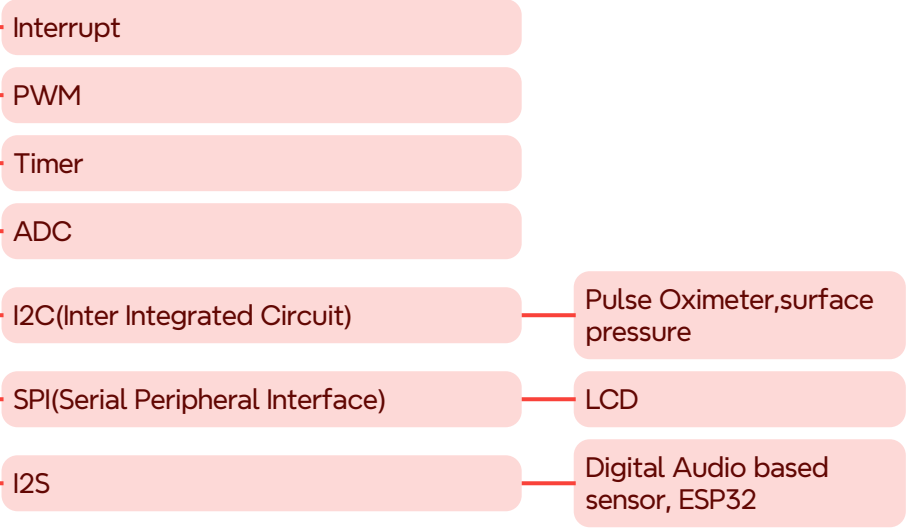 Interrupt
PWM
Timer
ADC
I2C(Inter Integrated Circuit)
Pulse Oximeter,surface
pressure
SPI(Serial Peripheral Interface)
LCD
I2S
Digital Audio based
sensor, ESP32